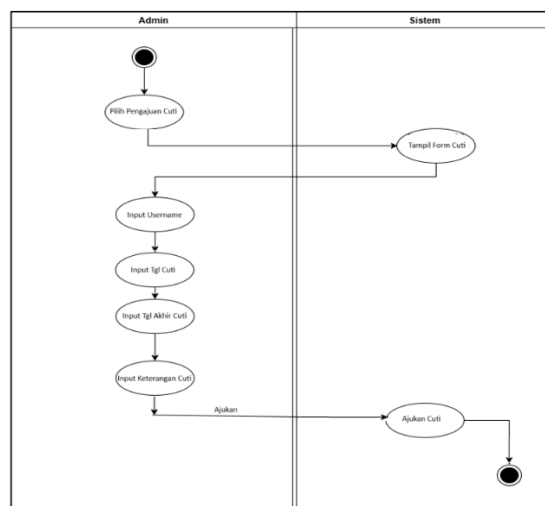 Admin
Sistem
Pilih Pengajuan Cuti
Tampil Form Cuti
Input Username
Input Tgl Cuti
Input Tgl Akhir Cuti
Input Keterangan Cuti
Ajukan
Ajukan Cuti